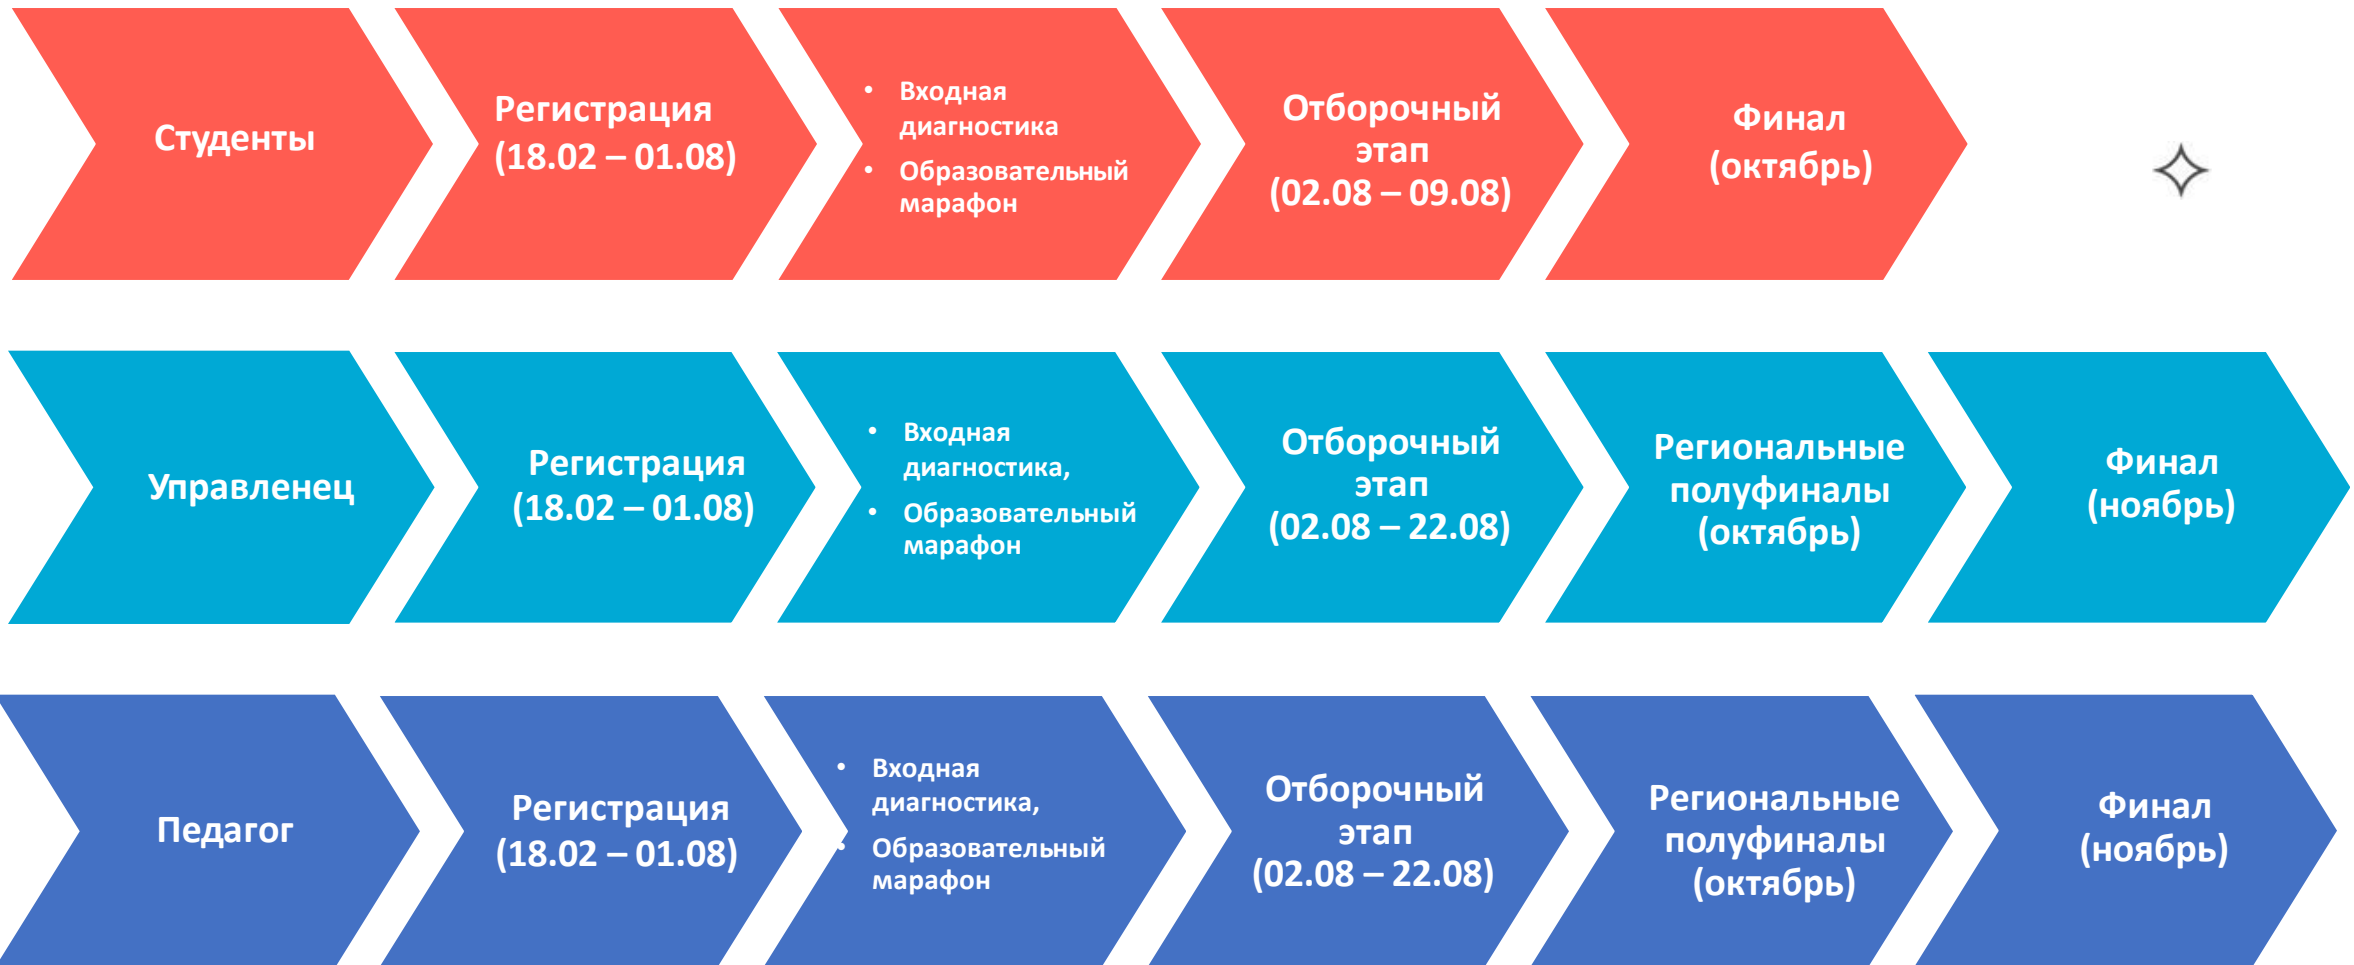 Студенты
Регистрация
(18.02 – 01.08)
• Входная
диагностика
• Образовательный
марафон
Отборочный
этап
(02.08 – 09.08)
Финал
(октябрь)
Управленец
Регистрация
(18.02 – 01.08)
• Входная
диагностика,
• Образовательный
марафон
Отборочный
этап
(02.08 – 22.08)
Региональные
полуфиналы
(октябрь)
Финал
(ноябрь)
Педагог
Регистрация
(18.02 – 01.08)
• Входная
диагностика,
• Образовательный
марафон
Отборочный
этап
(02.08 – 22.08)
Региональные
полуфиналы
(октябрь)
Финал
(ноябрь)